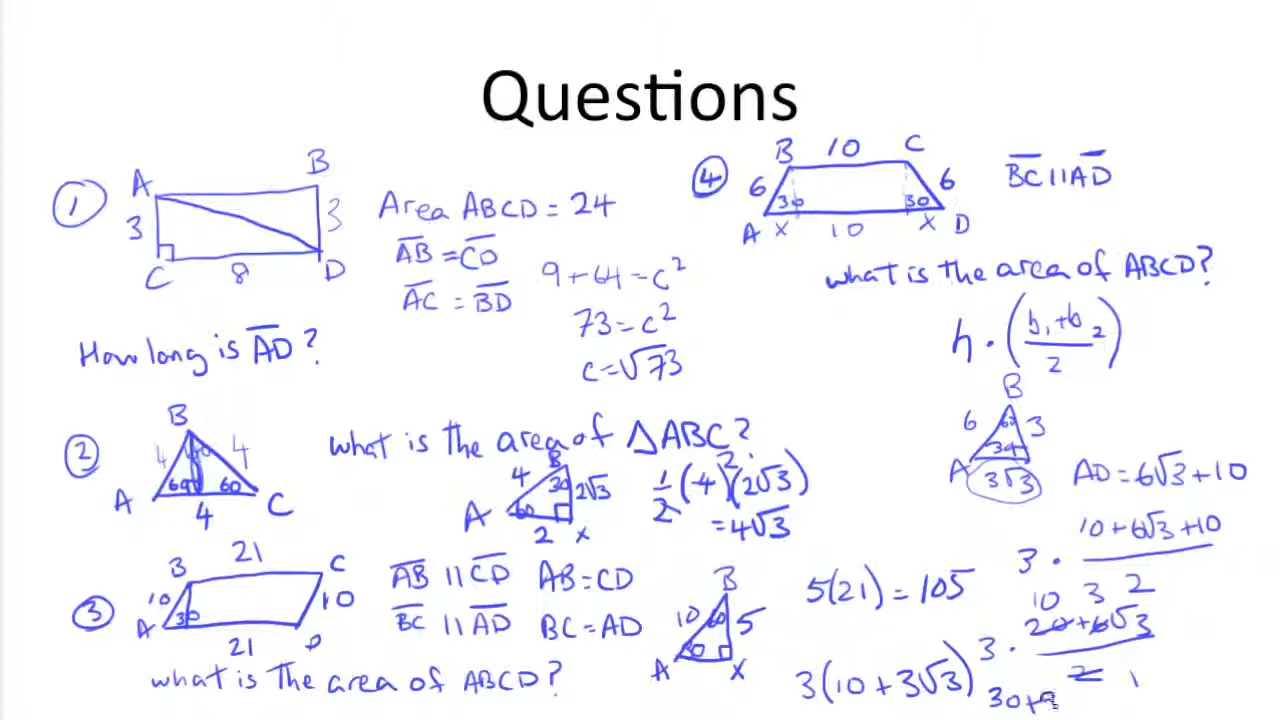 Questions
①
A
B
3
3
C
8
D
Area ABCD = 24
AB = CD
AC = BD
9 + 64 = c²
73 = c²
c = √73
How long is AD?
②
B
4
4
60
60
A
4
C
what is the area of △ABC?
B
4
30
2√3
60
A
2
x
1/2 (4)(2√3)
2
= 4√3
③
21
B
C
10
10
30
A
21
D
AB || CD
AB = CD
BC || AD
BC = AD
B
10
60
5
30
A
x
5(21) = 105
what is the area of ABCD?
④
B
10
C
6
6
30
30
A
x
10
x
D
BC || AD
what is the area of ABCD?
h · (b₁ + b₂ / 2)
B
6
60
3
30
A
3√3
AD = 6√3 + 10
3 · 10 + 6√3 + 10 / 2
10 3
3 · 20 + 6√3 / 2
1
3(10 + 3√3)
30 + 9